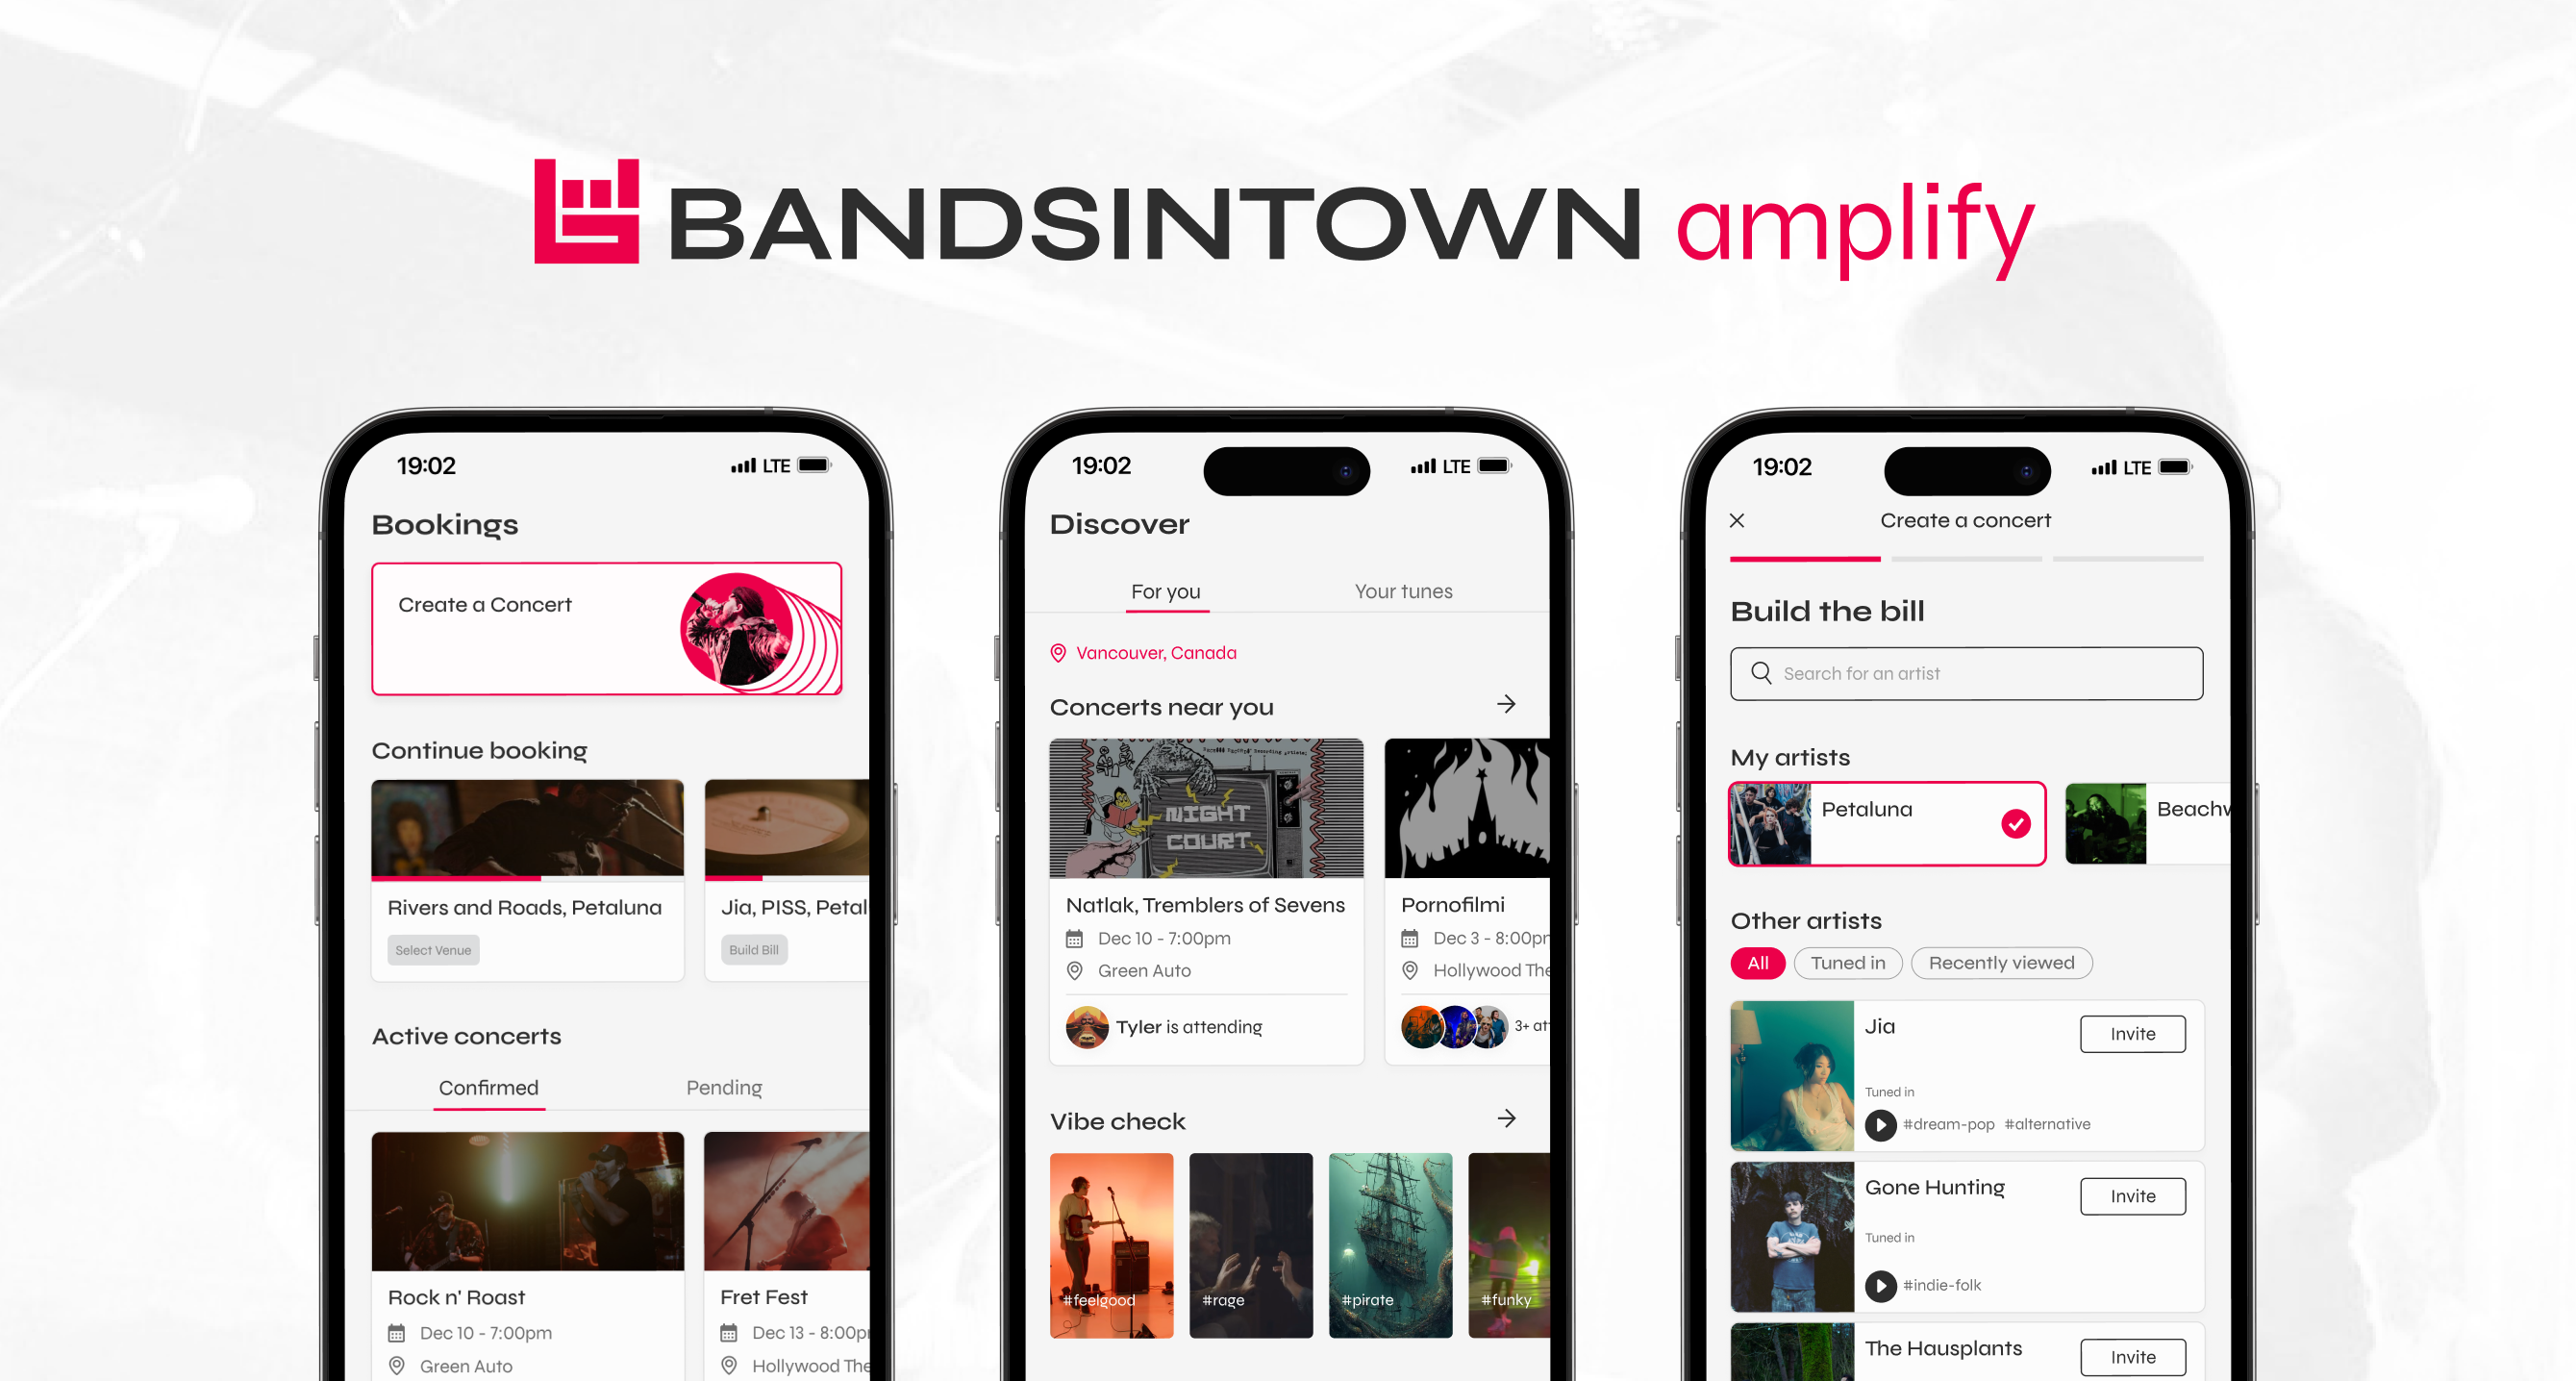 BANDSINTOWN amplify
19:02
LTE
Bookings
Create a Concert
Continue booking
Rivers and Roads, Petaluna
Select Venue
Jia, PISS, Petal
Build Bill
Active concerts
Confirmed
Pending
Rock n' Roast
Dec 10 - 7:00pm
Green Auto
Fret Fest
Dec 13 - 8:00p
Hollywood The
19:02
LTE
Discover
For you
Your tunes
Vancouver, Canada
Concerts near you
NIGHT
COURT
Natlak, Tremblers of Sevens
Dec 10 - 7:00pm
Green Auto
Tyler is attending
Pornofilmi
Dec 3 - 8:00pm
Hollywood The
3+ at
Vibe check
#feelgood
#rage
#pirate
#funky
19:02
LTE
Create a concert
Build the bill
Search for an artist
My artists
Petaluna
Beachw
Other artists
All
Tuned in
Recently viewed
Jia
Invite
Tuned in
#dream-pop #alternative
Gone Hunting
Invite
Tuned in
#indie-folk
The Hausplants
Invite